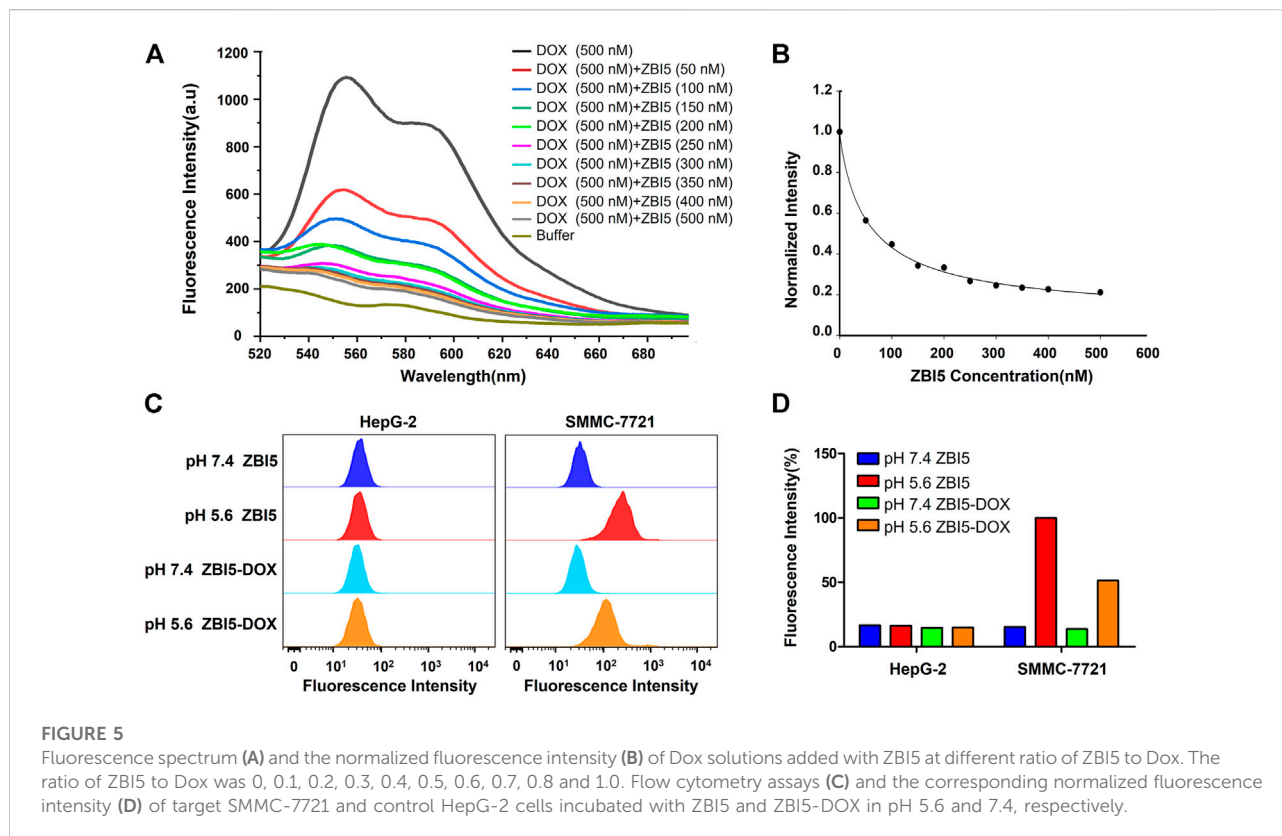 A
1200
1000
800
600
400
200
0
Fluorescence Intensity(a.u)
520 540 560 580 600 620 640 660 680
Wavelength(nm)
DOX (500 nM)
DOX (500 nM)+ZBI5 (50 nM)
DOX (500 nM)+ZBI5 (100 nM)
DOX (500 nM)+ZBI5 (150 nM)
DOX (500 nM)+ZBI5 (200 nM)
DOX (500 nM)+ZBI5 (250 nM)
DOX (500 nM)+ZBI5 (300 nM)
DOX (500 nM)+ZBI5 (350 nM)
DOX (500 nM)+ZBI5 (400 nM)
DOX (500 nM)+ZBI5 (500 nM)
Buffer
B
1.2
1.0
0.8
0.6
0.4
0.2
0.0
Normalized Intensity
0 100 200 300 400 500 600
ZBI5 Concentration(nM)
C
HepG-2 SMMC-7721
pH 7.4 ZBI5
pH 5.6 ZBI5
pH 7.4 ZBI5-DOX
pH 5.6 ZBI5-DOX
0 10¹ 10² 10³ 10⁴
Fluorescence Intensity
0 10¹ 10² 10³ 10⁴
Fluorescence Intensity
D
150
100
50
0
Fluorescence Intensity(%)
pH 7.4 ZBI5
pH 5.6 ZBI5
pH 7.4 ZBI5-DOX
pH 5.6 ZBI5-DOX
HepG-2 SMMC-7721
FIGURE 5
Fluorescence spectrum (A) and the normalized fluorescence intensity (B) of Dox solutions added with ZBI5 at different ratio of ZBI5 to Dox. The
ratio of ZBI5 to Dox was 0, 0.1, 0.2, 0.3, 0.4, 0.5, 0.6, 0.7, 0.8 and 1.0. Flow cytometry assays (C) and the corresponding normalized fluorescence
intensity (D) of target SMMC-7721 and control HepG-2 cells incubated with ZBI5 and ZBI5-DOX in pH 5.6 and 7.4, respectively.